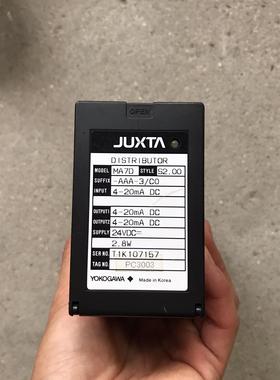 OPEN
JUXTA
DISTRIBUTOR
MODEL MA7D STYLE S2.00
SUFFIX -AAA-3/C0
INPUT 4-20mA DC
OUTPUT1 4-20mA DC
OUTPUT2 4-20mA DC
SUPPLY 24VDC⎓
2.8W
SER NO. T1K107157
TAG NO. PC3003
YOKOGAWA Made in Korea